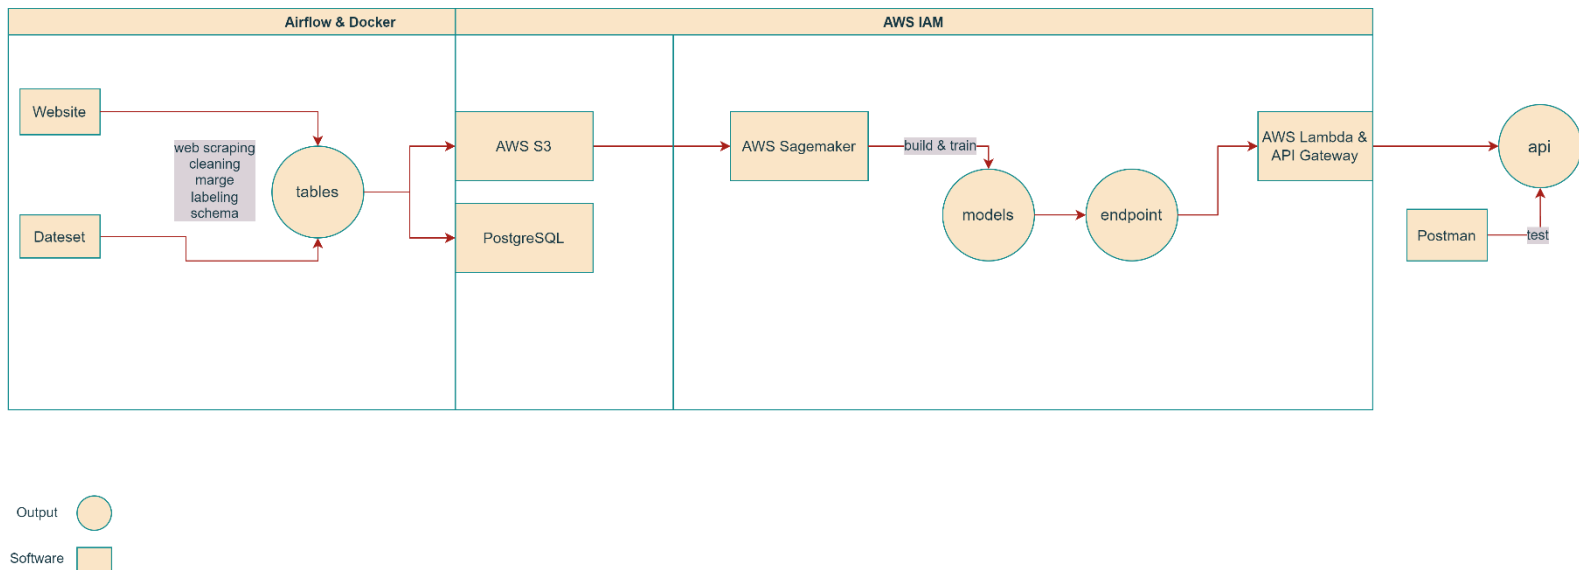 Airflow & Docker
AWS IAM
Website
web scraping
cleaning
marge
labeling
schema
tables
Dateset
AWS S3
PostgreSQL
AWS Sagemaker
build & train
models
endpoint
AWS Lambda &
API Gateway
api
Postman
test
Output
Software